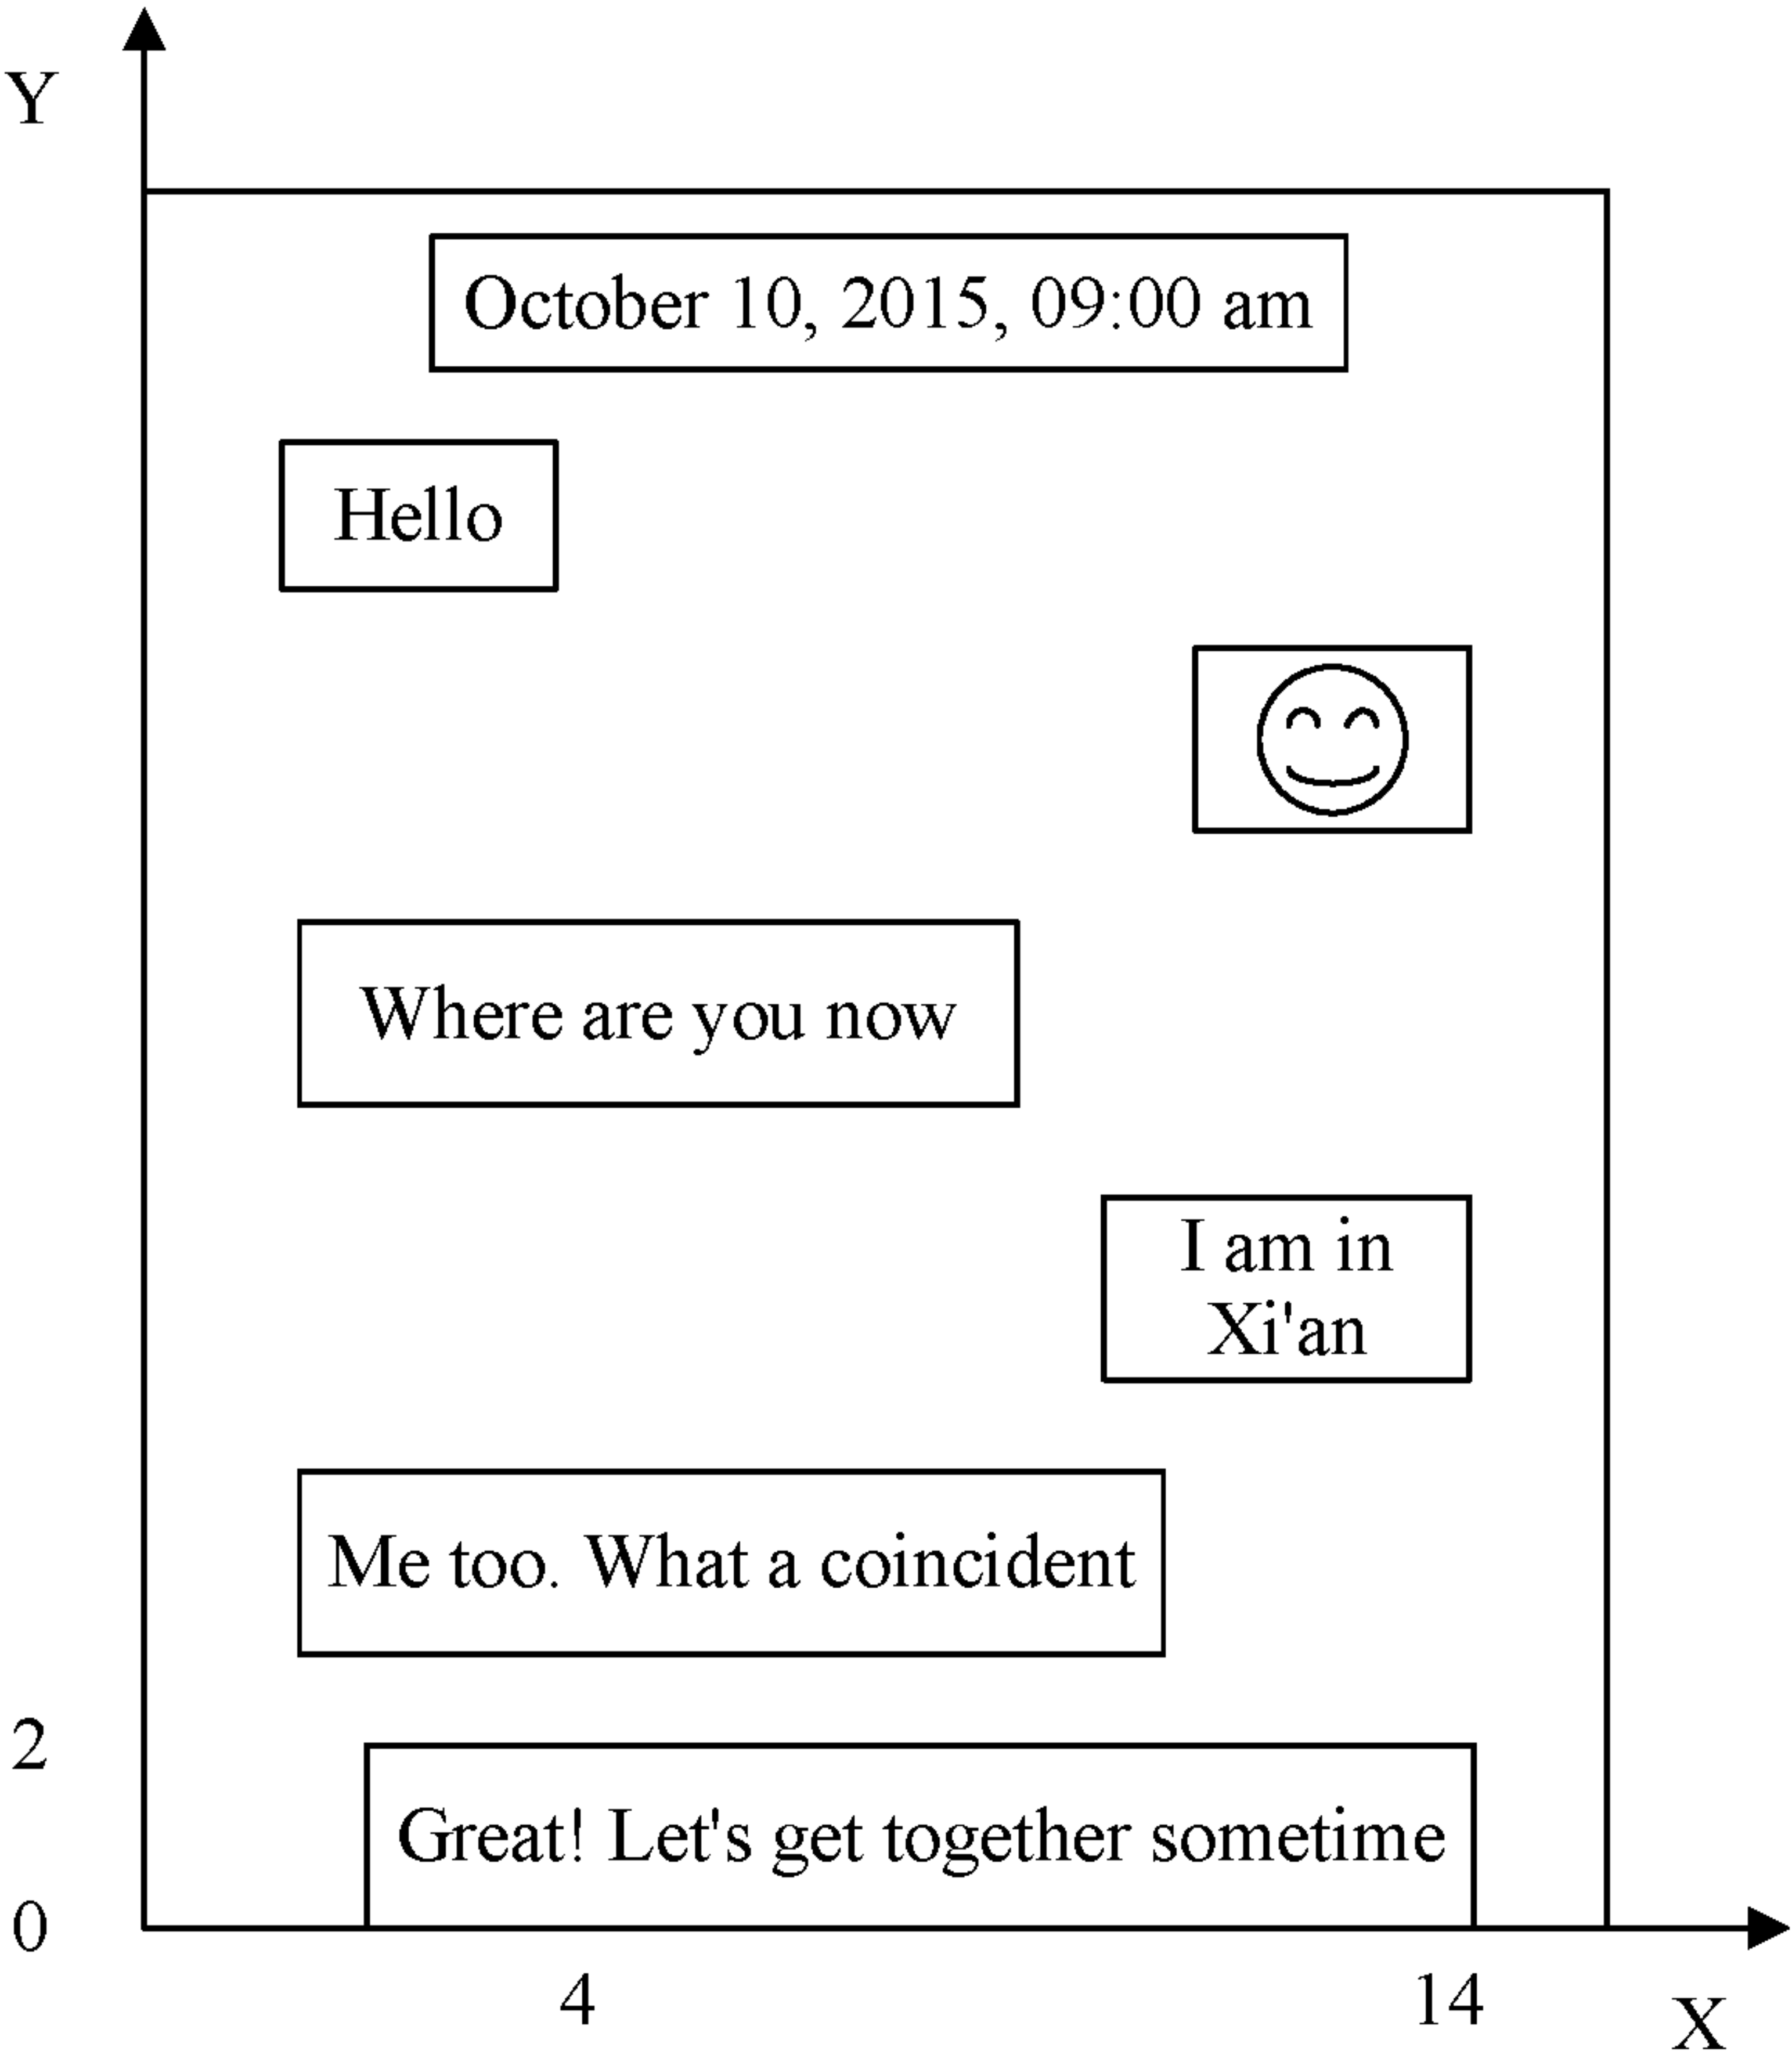 Y
October 10, 2015, 09:00 am
Hello
Where are you now
I am in
Xi'an
Me too. What a coincident
2
Great! Let's get together sometime
0
4
14
X